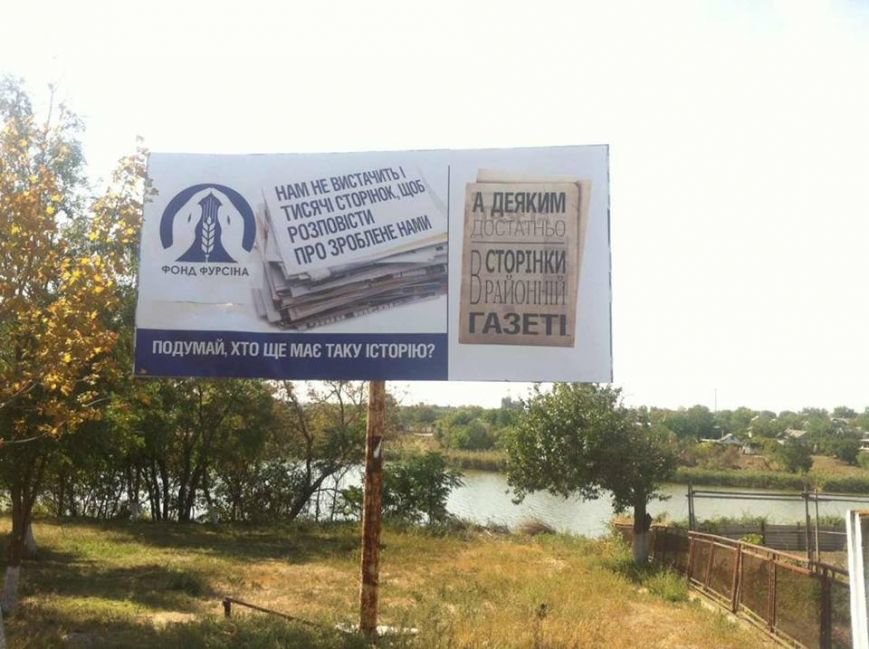 ФОНД ФУРСІНА
НАМ НЕ ВИСТАЧИТЬ І
ТИСЯЧІ СТОРІНОК, ЩОБ
РОЗПОВІСТИ
ПРО ЗРОБЛЕНЕ НАМИ
ПОДУМАЙ, ХТО ЩЕ МАЄ ТАКУ ІСТОРІЮ?
А ДЕЯКИМ
ДОСТАТНЬО
В СТОРІНКИ
РАЙОННІЙ
ГАЗЕТІ